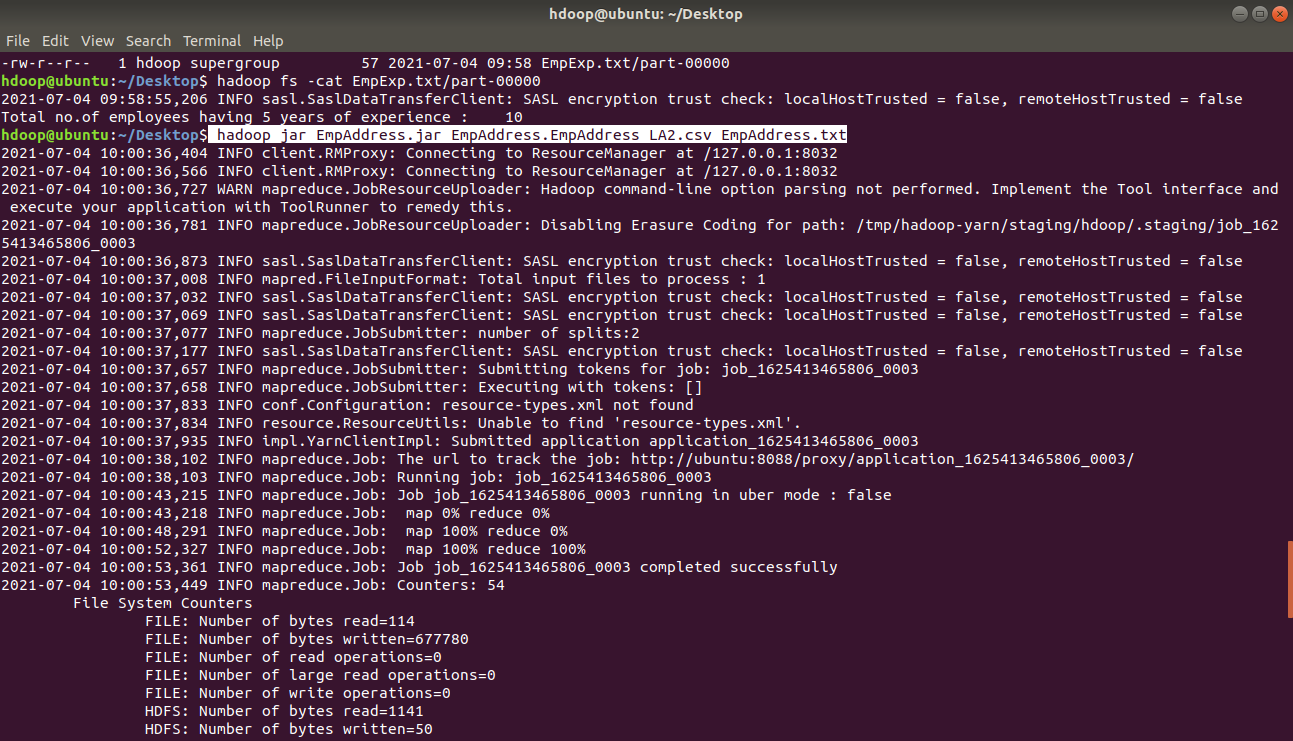 hdoop@ubuntu: ~/Desktop
File Edit View Search Terminal Help
-rw-r--r--   1 hdoop supergroup         57 2021-07-04 09:58 EmpExp.txt/part-00000
hdoop@ubuntu:~/Desktop$ hadoop fs -cat EmpExp.txt/part-00000
2021-07-04 09:58:55,206 INFO sasl.SaslDataTransferClient: SASL encryption trust check: localHostTrusted = false, remoteHostTrusted = false
Total no.of employees having 5 years of experience :    10
hdoop@ubuntu:~/Desktop$ hadoop jar EmpAddress.jar EmpAddress.EmpAddress LA2.csv EmpAddress.txt
2021-07-04 10:00:36,404 INFO client.RMProxy: Connecting to ResourceManager at /127.0.0.1:8032
2021-07-04 10:00:36,566 INFO client.RMProxy: Connecting to ResourceManager at /127.0.0.1:8032
2021-07-04 10:00:36,727 WARN mapreduce.JobResourceUploader: Hadoop command-line option parsing not performed. Implement the Tool interface and
 execute your application with ToolRunner to remedy this.
2021-07-04 10:00:36,781 INFO mapreduce.JobResourceUploader: Disabling Erasure Coding for path: /tmp/hadoop-yarn/staging/hdoop/.staging/job_162
5413465806_0003
2021-07-04 10:00:36,873 INFO sasl.SaslDataTransferClient: SASL encryption trust check: localHostTrusted = false, remoteHostTrusted = false
2021-07-04 10:00:37,008 INFO mapred.FileInputFormat: Total input files to process : 1
2021-07-04 10:00:37,032 INFO sasl.SaslDataTransferClient: SASL encryption trust check: localHostTrusted = false, remoteHostTrusted = false
2021-07-04 10:00:37,069 INFO sasl.SaslDataTransferClient: SASL encryption trust check: localHostTrusted = false, remoteHostTrusted = false
2021-07-04 10:00:37,077 INFO mapreduce.JobSubmitter: number of splits:2
2021-07-04 10:00:37,177 INFO sasl.SaslDataTransferClient: SASL encryption trust check: localHostTrusted = false, remoteHostTrusted = false
2021-07-04 10:00:37,657 INFO mapreduce.JobSubmitter: Submitting tokens for job: job_1625413465806_0003
2021-07-04 10:00:37,658 INFO mapreduce.JobSubmitter: Executing with tokens: []
2021-07-04 10:00:37,833 INFO conf.Configuration: resource-types.xml not found
2021-07-04 10:00:37,834 INFO resource.ResourceUtils: Unable to find 'resource-types.xml'.
2021-07-04 10:00:37,935 INFO impl.YarnClientImpl: Submitted application application_1625413465806_0003
2021-07-04 10:00:38,102 INFO mapreduce.Job: The url to track the job: http://ubuntu:8088/proxy/application_1625413465806_0003/
2021-07-04 10:00:38,103 INFO mapreduce.Job: Running job: job_1625413465806_0003
2021-07-04 10:00:43,215 INFO mapreduce.Job: Job job_1625413465806_0003 running in uber mode : false
2021-07-04 10:00:43,218 INFO mapreduce.Job:  map 0% reduce 0%
2021-07-04 10:00:48,291 INFO mapreduce.Job:  map 100% reduce 0%
2021-07-04 10:00:52,327 INFO mapreduce.Job:  map 100% reduce 100%
2021-07-04 10:00:53,361 INFO mapreduce.Job: Job job_1625413465806_0003 completed successfully
2021-07-04 10:00:53,449 INFO mapreduce.Job: Counters: 54
        File System Counters
                FILE: Number of bytes read=114
                FILE: Number of bytes written=677780
                FILE: Number of read operations=0
                FILE: Number of large read operations=0
                FILE: Number of write operations=0
                HDFS: Number of bytes read=1141
                HDFS: Number of bytes written=50